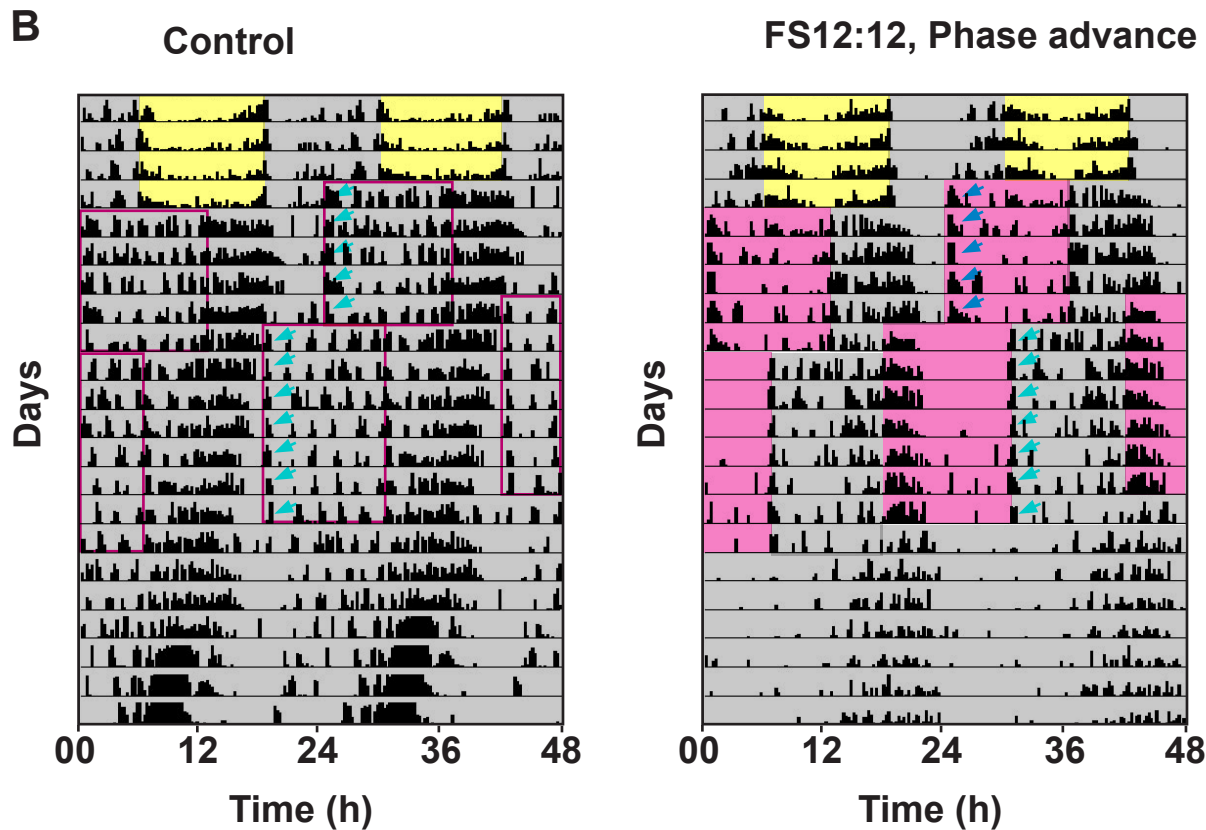 B
Control
FS12:12, Phase advance
Days
Days
00 12 24 36 48
00 12 24 36 48
Time (h)
Time (h)